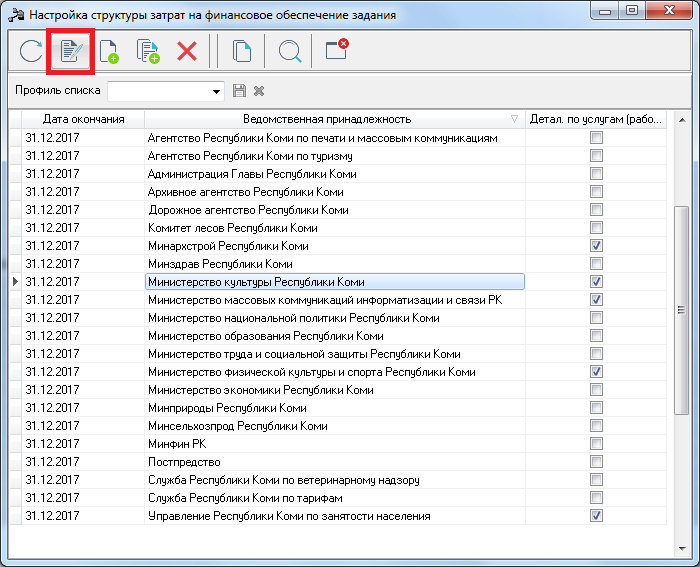 Настройка структуры затрат на финансовое обеспечение задания
Профиль списка
Дата окончания Ведомственная принадлежность Детал. по услугам (рабо...
31.12.2017 Агентство Республики Коми по печати и массовым коммуникациям
31.12.2017 Агентство Республики Коми по туризму
31.12.2017 Администрация Главы Республики Коми
31.12.2017 Архивное агентство Республики Коми
31.12.2017 Дорожное агентство Республики Коми
31.12.2017 Комитет лесов Республики Коми
31.12.2017 Минархстрой Республики Коми
31.12.2017 Минздрав Республики Коми
31.12.2017 Министерство культуры Республики Коми
31.12.2017 Министерство массовых коммуникаций информатизации и связи РК
31.12.2017 Министерство национальной политики Республики Коми
31.12.2017 Министерство образования Республики Коми
31.12.2017 Министерство труда и социальной защиты Республики Коми
31.12.2017 Министерство физической культуры и спорта Республики Коми
31.12.2017 Министерство экономики Республики Коми
31.12.2017 Минприроды Республики Коми
31.12.2017 Минсельхозпрод Республики Коми
31.12.2017 Минфин РК
31.12.2017 Постпредство
31.12.2017 Служба Республики Коми по ветеринарному надзору
31.12.2017 Служба Республики Коми по тарифам
31.12.2017 Управление Республики Коми по занятости населения